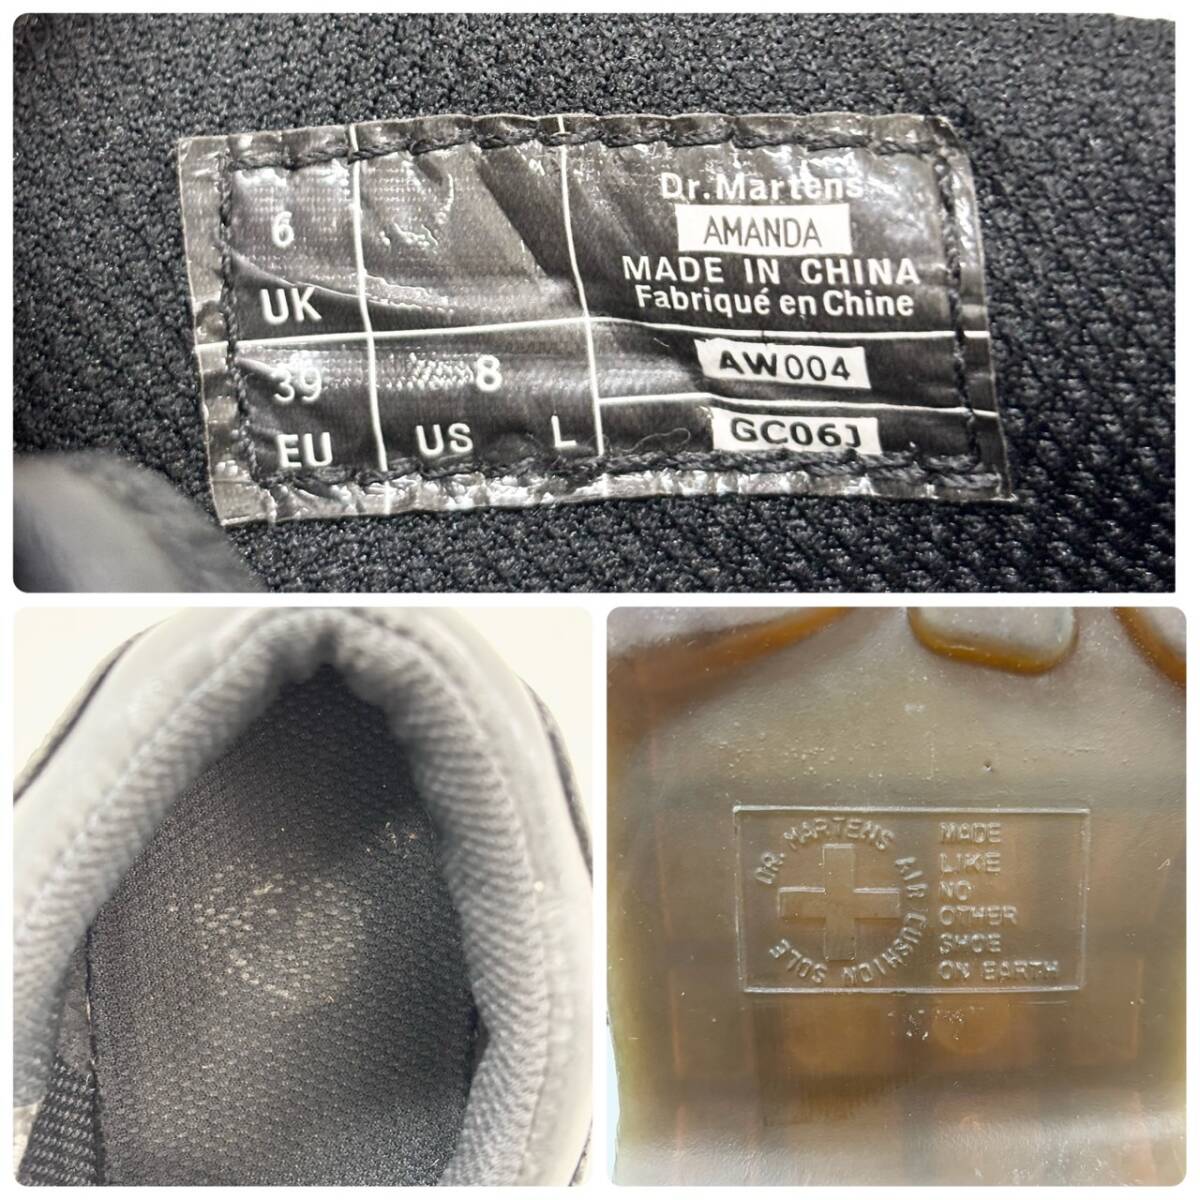 6
UK
39
EU
8
US L
Dr.Martens
AMANDA
MADE IN CHINA
Fabriqué en Chine
AW004
GC06J
DR. MARTENS AIR CUSHION SOLE
MADE
LIKE
NO
OTHER
SHOE
ON EARTH